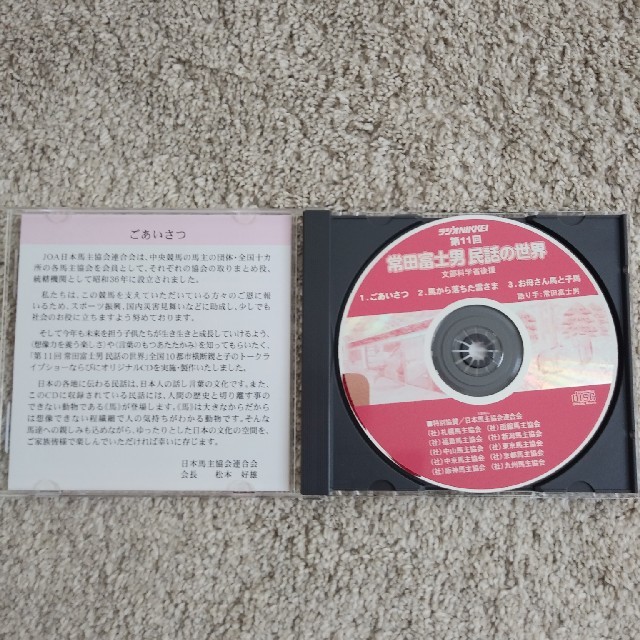 ごあいさつ
JOA日本馬主協会連合会は、中央競馬の馬主の団体・全国十カ
所の各馬主協会を会員として、それぞれの協会の取りまとめ役、
統轄機関として昭和36年に設立されました。
私たちは、この競馬を支えていただいている方々のご恩に報
いるため、スポーツ振興、国内災害見舞いなどに助成し、少しでも
社会のお役に立ちますよう努めております。
そして今年も未来を担う子供たちが生き生きと成長していけるよう、
〈想像力を養う楽しさ〉や〈言葉のもつあたたかみ〉を知ってもらいたく、
「第11回 常田富士男 民話の世界」全国10都市横断親と子のトークラ
イブショーならびにオリジナルCDを実施・製作いたしました。
日本の各地に伝わる民話は、日本人の話し言葉の文化です。また、
このCDに収録されている民話には、人間の歴史と切り離す事の
できない動物である《馬》が登場します。《馬》は大きなからだから
は想像できない程繊細で人の気持ちがわかる動物です。そんな
馬達への親しみも込めながら、ゆったりとした日本の文化の空間を、
ご家族皆様で楽しんでいただければ幸いに存じます。
日本馬主協会連合会
会長 松本 好雄
ラジオNIKKEI
第11回
常田富士男 民話の世界
文部科学省後援
1.ごあいさつ 2.風から落ちた雷さま 3.お母さん馬と子馬
語り手:常田富士男
■特別協賛／日本馬主協会連合会
(社)札幌馬主協会 (社)函館馬主協会
(社)福島馬主協会 (社)新潟馬主協会
(社)中山馬主協会 (社)東京馬主協会
(社)中京馬主協会 (社)京都馬主協会
(社)阪神馬主協会 (社)九州馬主協会